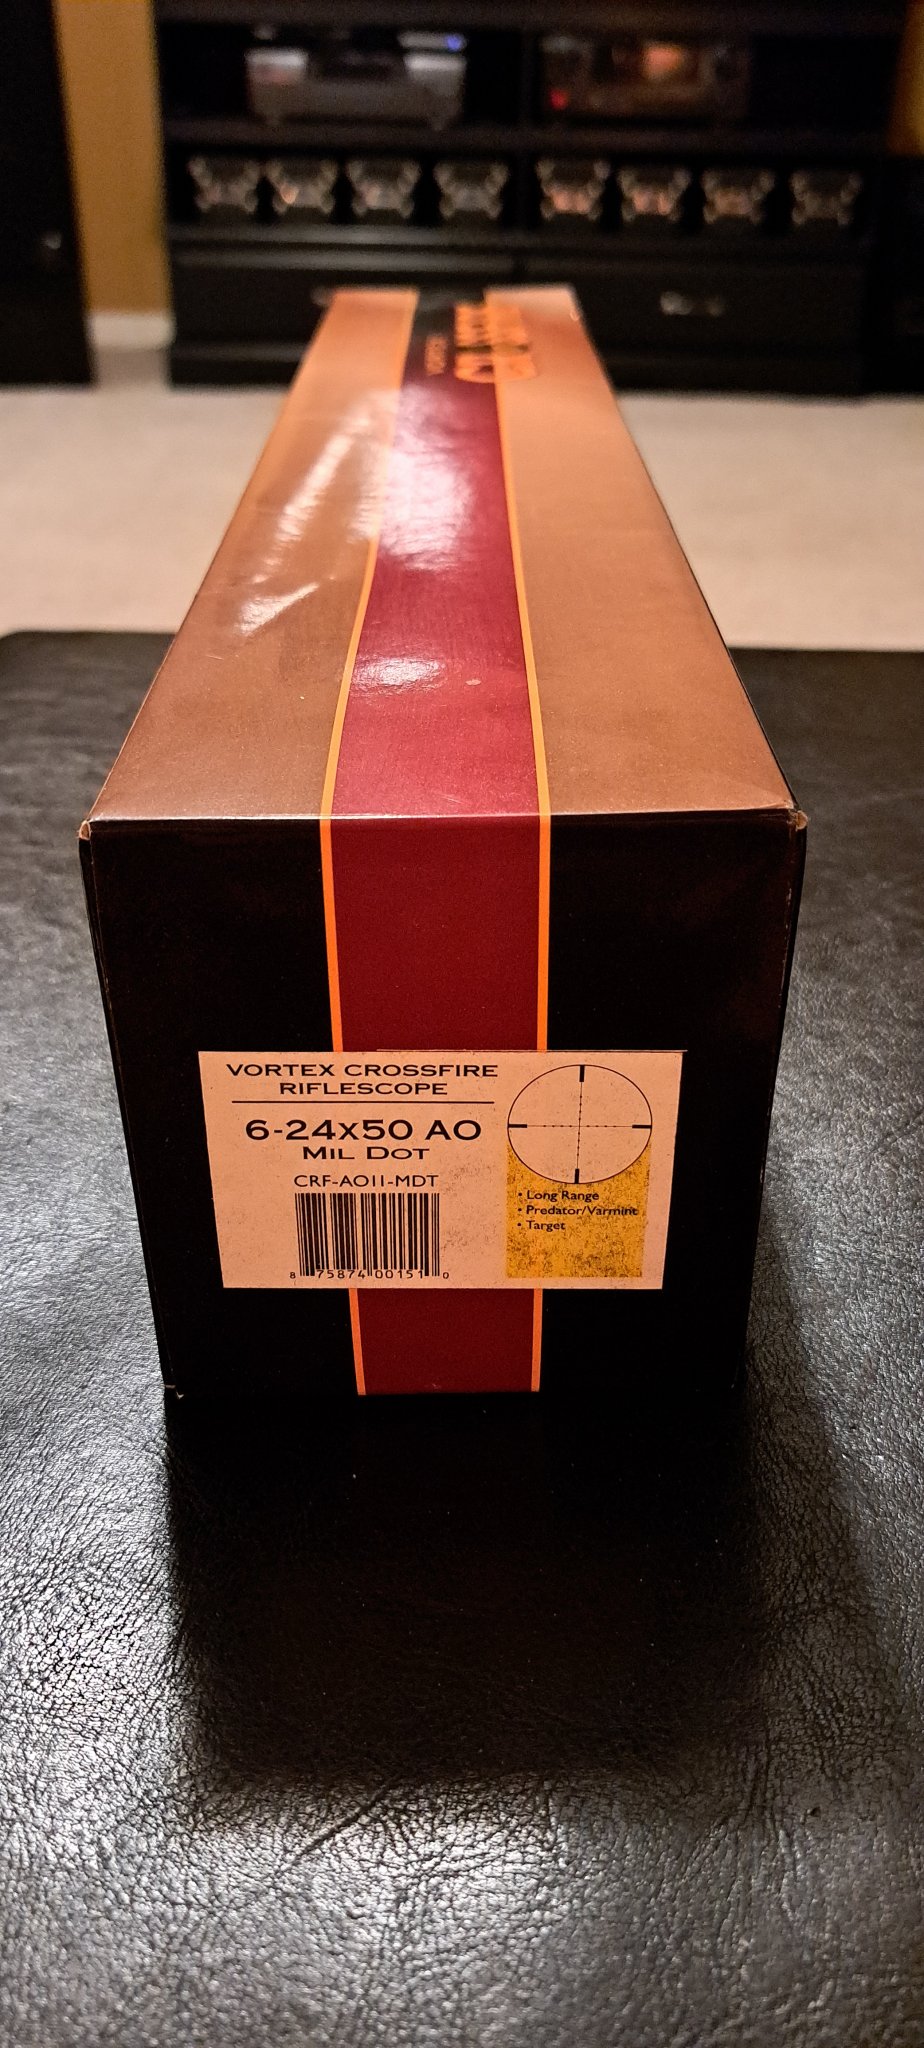 VORTEX CROSSFIRE
RIFLESCOPE
6-24x50 AO
MIL DOT
CRF-AO11-MDT
8 75874 00151 0
• Long Range
• Predator/Varmint
• Target